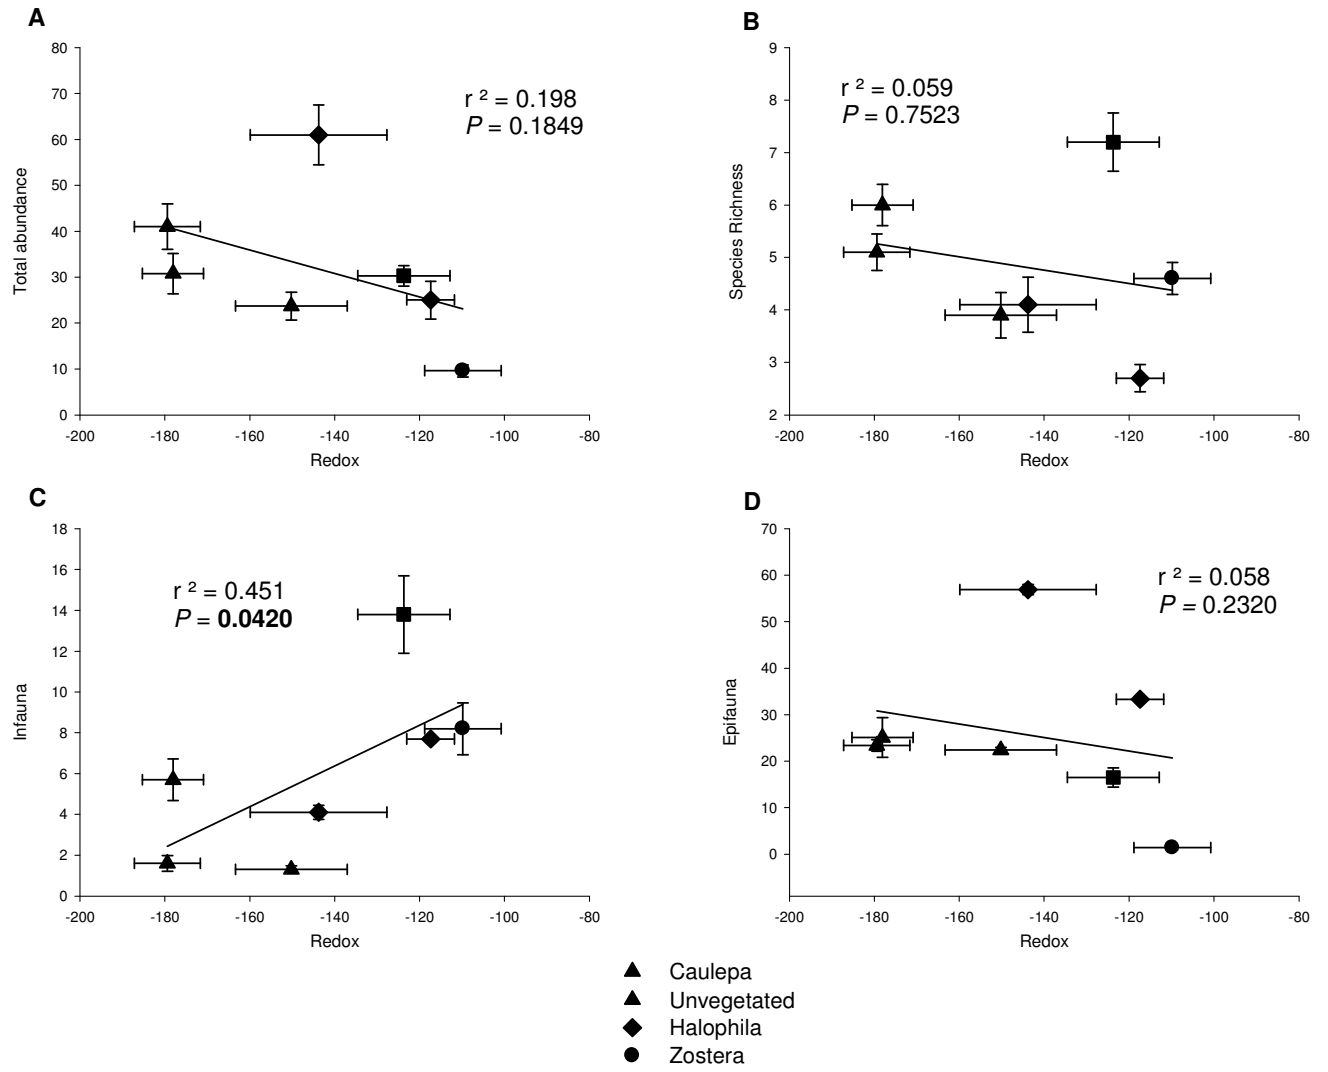 A
80
70
60
50
40
30
20
10
0
Total abundance
r ² = 0.198
P = 0.1849
-200 -180 -160 -140 -120 -100 -80
Redox
B
9
8
7
6
5
4
3
2
Species Richness
r ² = 0.059
P = 0.7523
-200 -180 -160 -140 -120 -100 -80
Redox
C
18
16
14
12
10
8
6
4
2
0
Infauna
r ² = 0.451
P = 0.0420
-200 -180 -160 -140 -120 -100 -80
Redox
D
70
60
50
40
30
20
10
0
Epifauna
r ² = 0.058
P = 0.2320
-200 -180 -160 -140 -120 -100 -80
Redox
Caulepa
Unvegetated
Halophila
Zostera